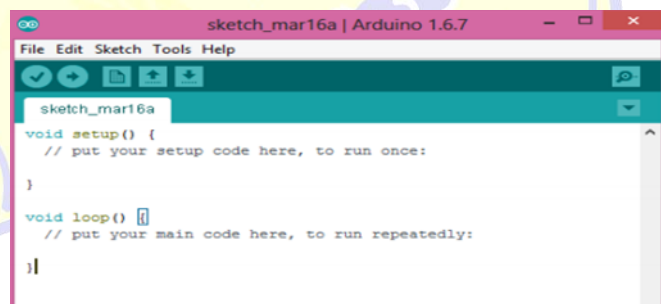 sketch_mar16a | Arduino 1.6.7
File Edit Sketch Tools Help
sketch_mar16a
void setup() {
  // put your setup code here, to run once:
}
void loop() {
  // put your main code here, to run repeatedly:
}